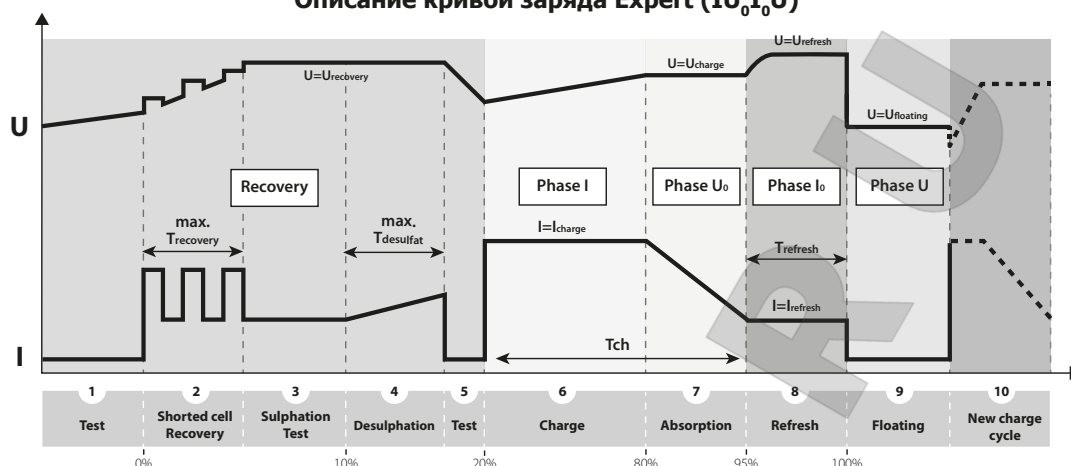 Описание кривой заряда Expert (IU₀I₀U)
U=Urefresh
U=Urecovery
U=Ucharge
U
U=Ufloating
Recovery
Phase I
Phase U₀
Phase I₀
Phase U
max.
Trecovery
max.
Tdesulfat
I=Icharge
Trefresh
I=Irefresh
Tch
I
1 2 3 4 5 6 7 8 9 10
Test
Shorted cell
Recovery
Sulphation
Test
Desulphation
Test
Charge
Absorption
Refresh
Floating
New charge
cycle
0% 10% 20% 80% 95% 100%
RU